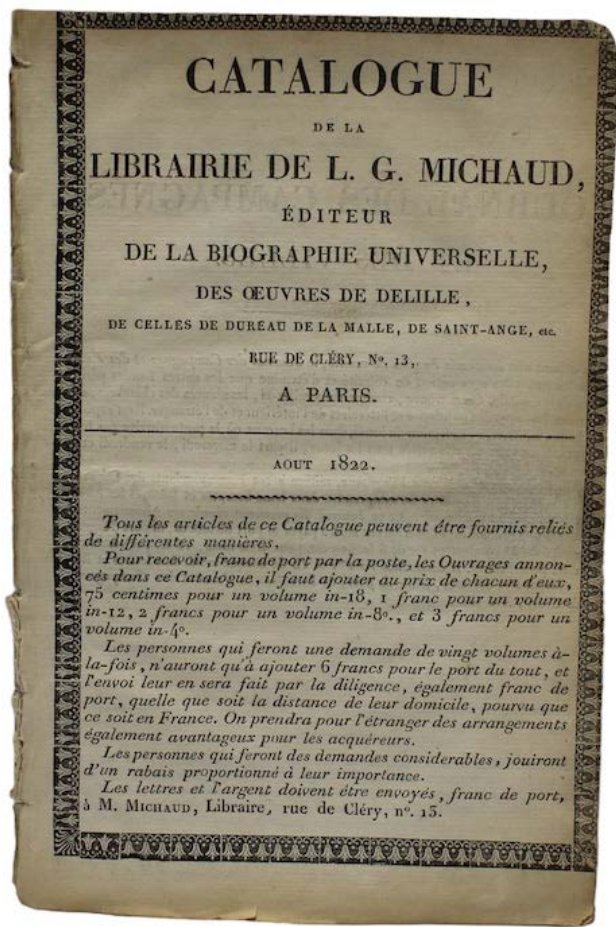 CATALOGUE
DE LA
LIBRAIRIE DE L. G. MICHAUD,
ÉDITEUR
DE LA BIOGRAPHIE UNIVERSELLE,
DES ŒUVRES DE DELILLE,
DE CELLES DE DUREAU DE LA MALLE, DE SAINT-ANGE, etc.
RUE DE CLÉRY, No. 13,
A PARIS.
AOUT 1822.
Tous les articles de ce Catalogue peuvent être fournis reliés
de différentes manières.
Pour recevoir, franc de port par la poste, les Ouvrages annon-
cés dans ce Catalogue, il faut ajouter au prix de chacun d'eux,
75 centimes pour un volume in-18, 1 franc pour un volume
in-12, 2 francs pour un volume in-8o., et 3 francs pour un
volume in-4o.
Les personnes qui feront une demande de vingt volumes à-
la-fois, n'auront qu'à ajouter 6 francs pour le port du tout, et
l'envoi leur en sera fait par la diligence, également franc de
port, quelle que soit la distance de leur domicile, pourvu que
ce soit en France. On prendra pour l'étranger des arrangements
également avantageux pour les acquéreurs.
Les personnes qui feront des demandes considerables, jouiront
d'un rabais proportionné à leur importance.
Les lettres et l'argent doivent être envoyés, franc de port,
à M. MICHAUD, Libraire, rue de Cléry, no. 13.